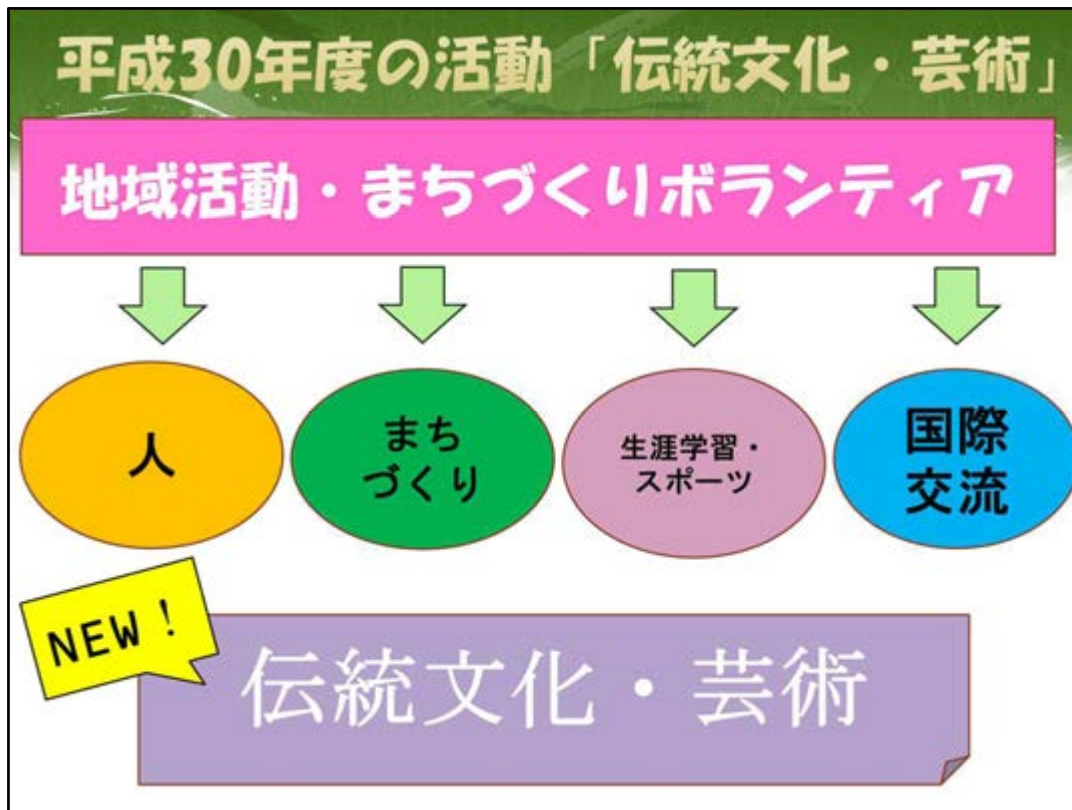 平成30年度の活動「伝統文化・芸術」
地域活動・まちづくりボランティア
人
まち
づくり
生涯学習・
スポーツ
国際
交流
NEW！
伝統文化・芸術